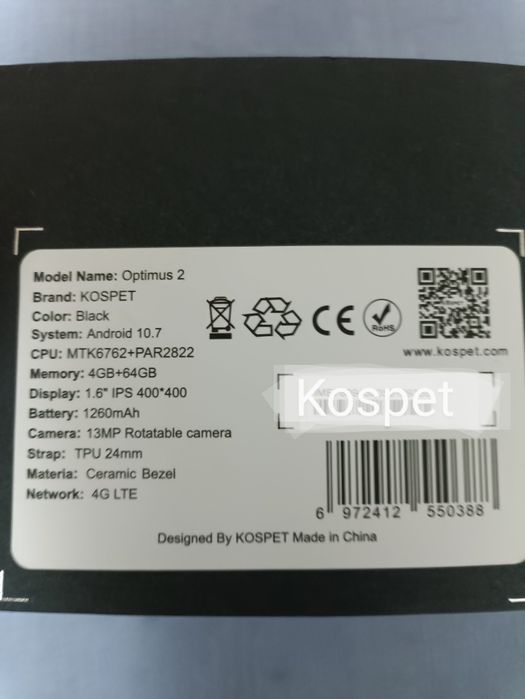 Model Name: Optimus 2
Brand: KOSPET
Color: Black
System: Android 10.7
CPU: MTK6762+PAR2822
Memory: 4GB+64GB
Display: 1.6" IPS 400*400
Battery: 1260mAh
Camera: 13MP Rotatable camera
Strap: TPU 24mm
Materia: Ceramic Bezel
Network: 4G LTE
CE
RoHS
www.kospet.com
Kospet
6 972412 550388
Designed By KOSPET Made in China